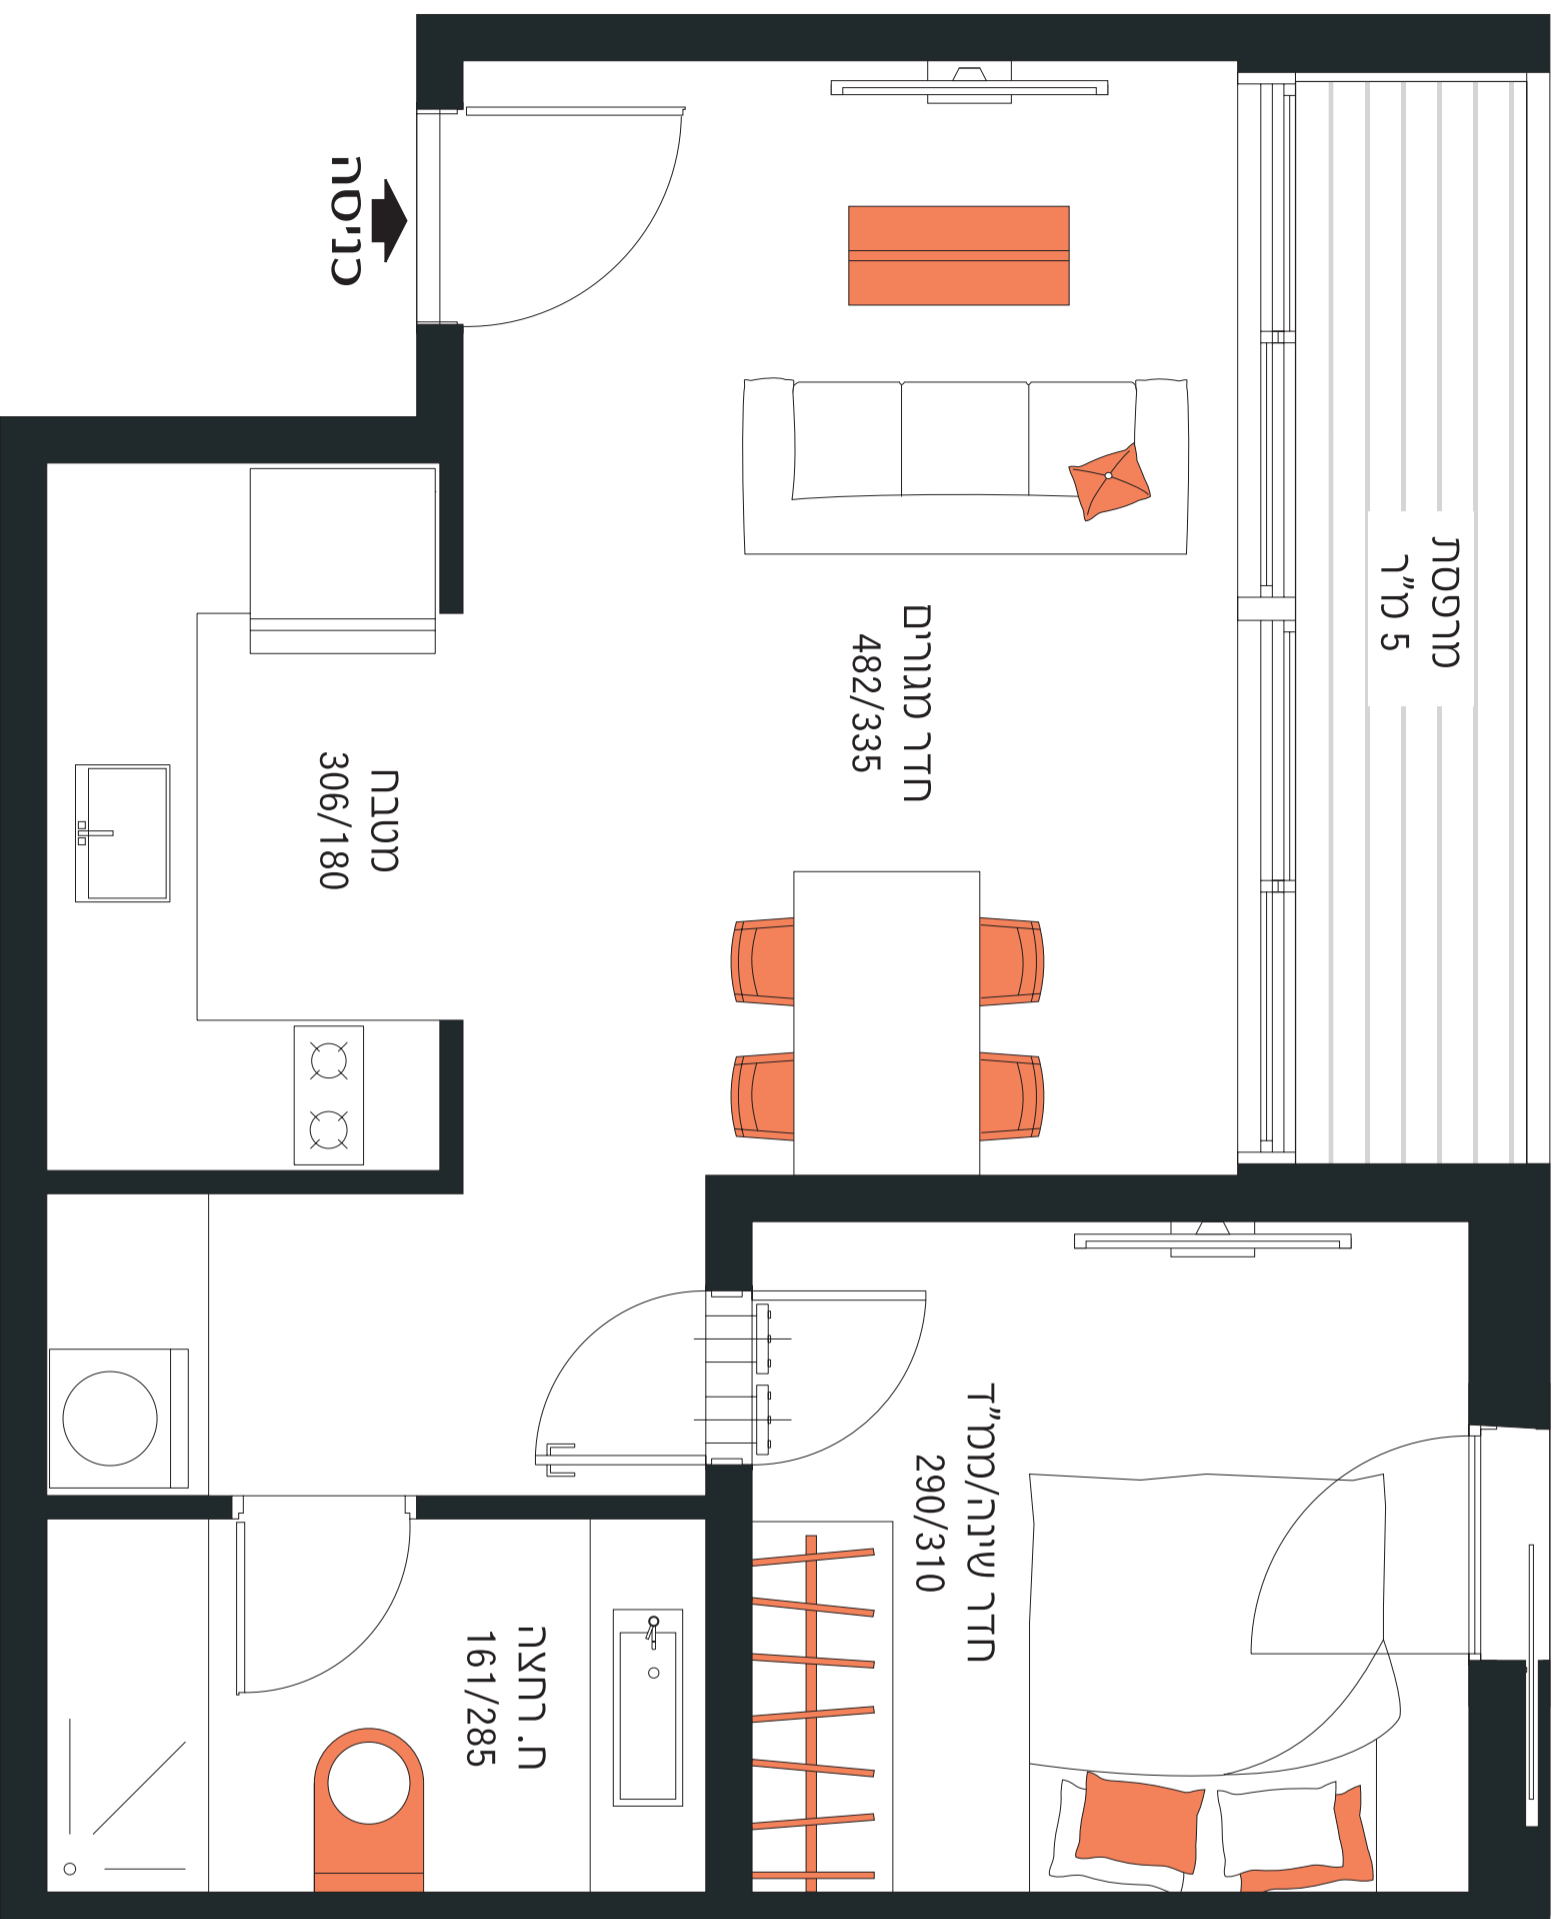 כניסה
מרפסת
5 מ״ר
חדר מגורים
482/335
מטבח
306/180
חדר שינה/ממ״ד
290/310
ח. רחצה
161/285